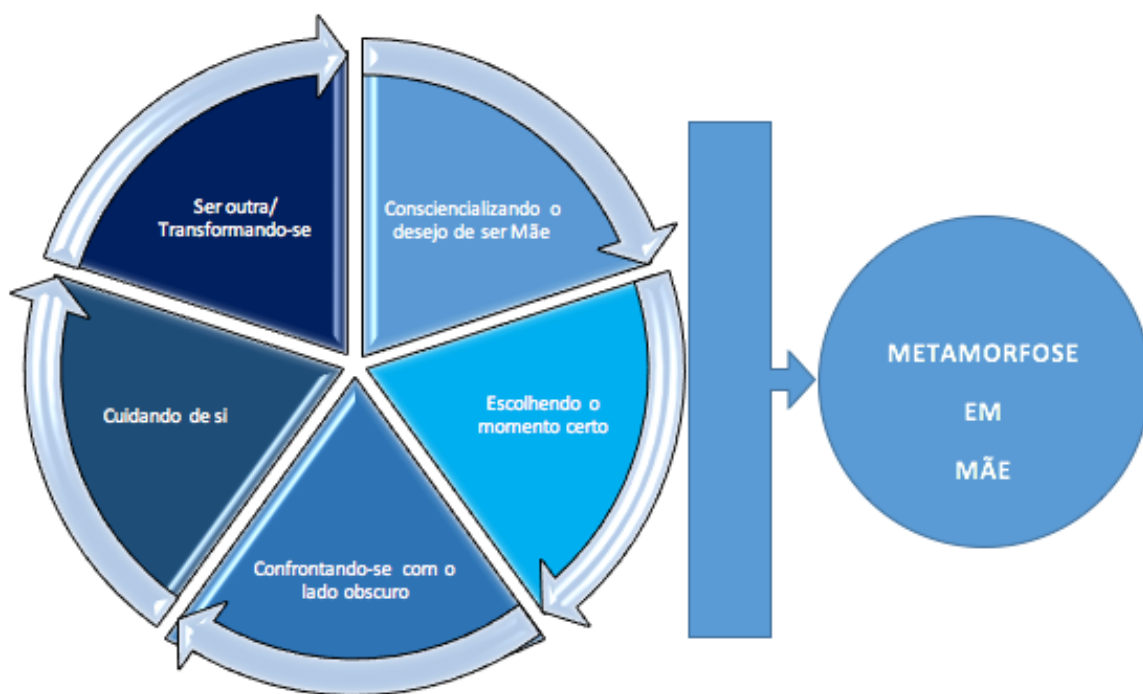 Ser outra/
Transformando-se
Consciencializando o
desejo de ser Mãe
Escolhendo o
momento certo
Confrontando-se com o
lado obscuro
Cuidando de si
METAMORFOSE
EM
MÃE